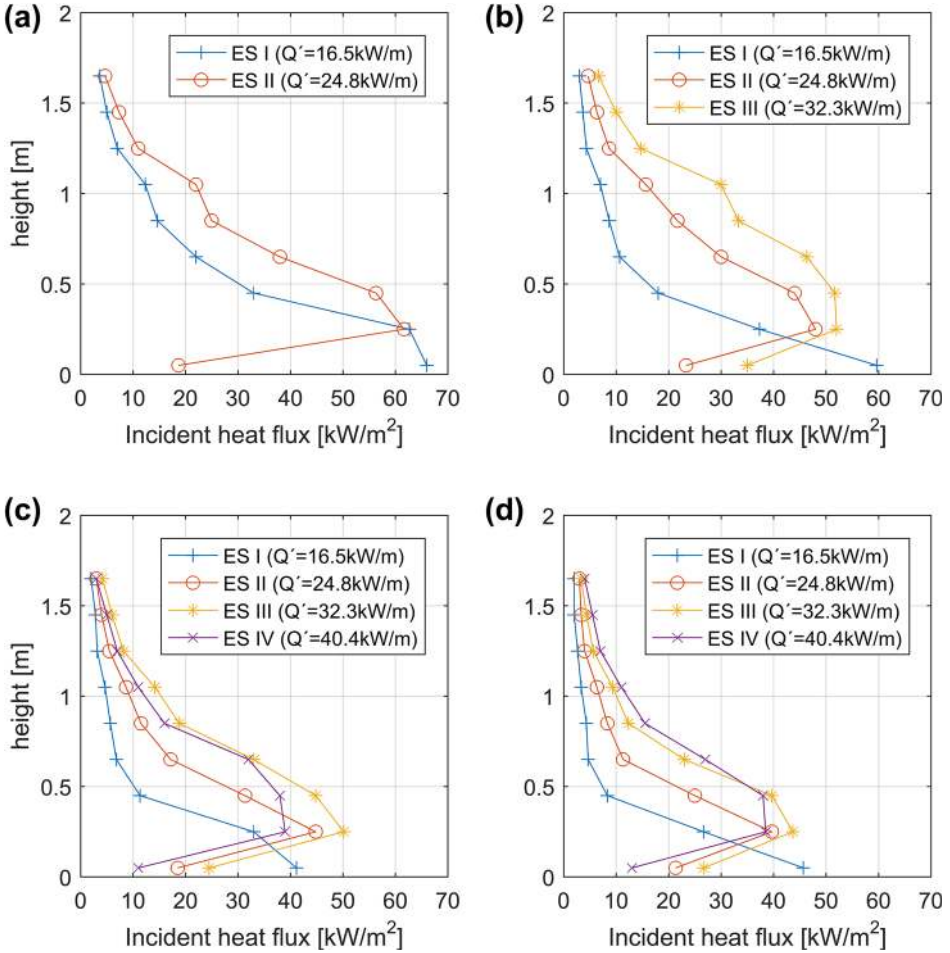 (a)
2
1.5
1
0.5
0
height [m]
ES I (Q´=16.5kW/m)
ES II (Q´=24.8kW/m)
0 10 20 30 40 50 60 70
Incident heat flux [kW/m²]
(b)
2
1.5
1
0.5
0
ES I (Q´=16.5kW/m)
ES II (Q´=24.8kW/m)
ES III (Q´=32.3kW/m)
0 10 20 30 40 50 60 70
Incident heat flux [kW/m²]
(c)
2
1.5
1
0.5
0
height [m]
ES I (Q´=16.5kW/m)
ES II (Q´=24.8kW/m)
ES III (Q´=32.3kW/m)
ES IV (Q´=40.4kW/m)
0 10 20 30 40 50 60 70
Incident heat flux [kW/m²]
(d)
2
1.5
1
0.5
0
ES I (Q´=16.5kW/m)
ES II (Q´=24.8kW/m)
ES III (Q´=32.3kW/m)
ES IV (Q´=40.4kW/m)
0 10 20 30 40 50 60 70
Incident heat flux [kW/m²]